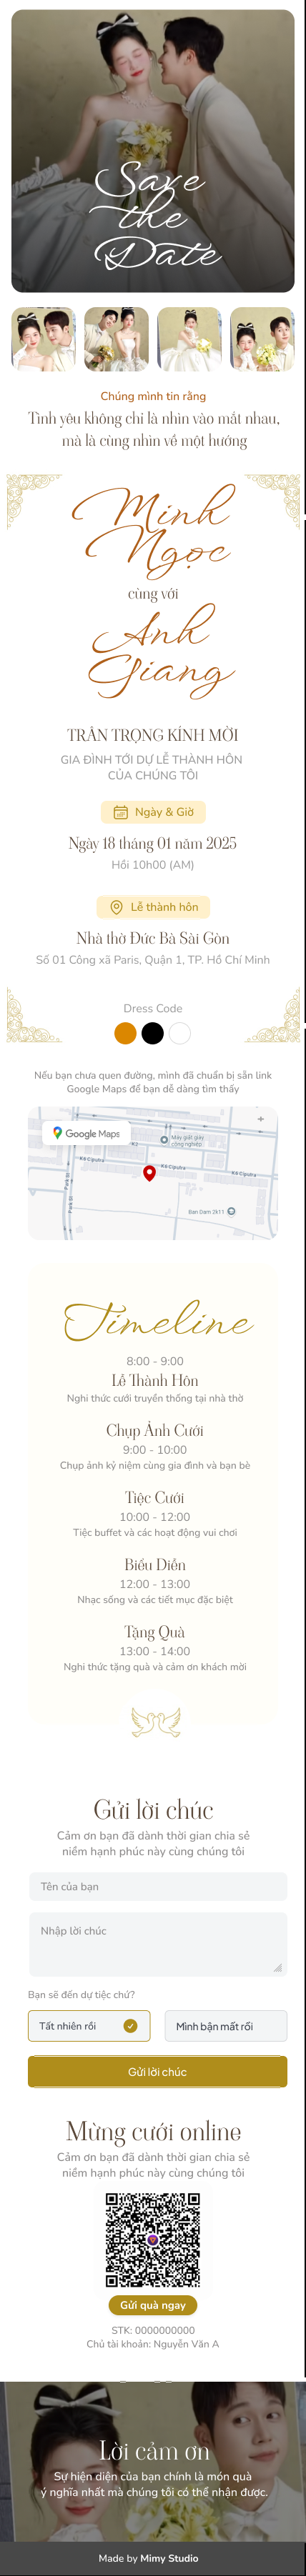 Save
the
Date
Chúng mình tin rằng
Tình yêu không chỉ là nhìn vào mắt nhau,
mà là cùng nhìn về một hướng
Minh
Ngọc
cùng với
Anh
Giang
TRÂN TRỌNG KÍNH MỜI
GIA ĐÌNH TỚI DỰ LỄ THÀNH HÔN
CỦA CHÚNG TÔI
Ngày & Giờ
Ngày 18 tháng 01 năm 2025
Hồi 10h00 (AM)
Lễ thành hôn
Nhà thờ Đức Bà Sài Gòn
Số 01 Công xã Paris, Quận 1, TP. Hồ Chí Minh
Dress Code
Nếu bạn chưa quen đường, mình đã chuẩn bị sẵn link
Google Maps để bạn dễ dàng tìm thấy
Google Maps
Máy giặt giày
công nghiệp
K4 Ciputra
K4 Ciputra
K4 Ciputra
Ban Dam 2k11
Timeline
8:00 - 9:00
Lễ Thành Hôn
Nghi thức cưới truyền thống tại nhà thờ
Chụp Ảnh Cưới
9:00 - 10:00
Chụp ảnh kỷ niệm cùng gia đình và bạn bè
Tiệc Cưới
10:00 - 12:00
Tiệc buffet và các hoạt động vui chơi
Biểu Diễn
12:00 - 13:00
Nhạc sống và các tiết mục đặc biệt
Tặng Quà
13:00 - 14:00
Nghi thức tặng quà và cảm ơn khách mời
Gửi lời chúc
Cảm ơn bạn đã dành thời gian chia sẻ
niềm hạnh phúc này cùng chúng tôi
Tên của bạn
Nhập lời chúc
Bạn sẽ đến dự tiệc chứ?
Tất nhiên rồi
Mình bận mất rồi
Gửi lời chúc
Mừng cưới online
Cảm ơn bạn đã dành thời gian chia sẻ
niềm hạnh phúc này cùng chúng tôi
Gửi quà ngay
STK: 0000000000
Chủ tài khoản: Nguyễn Văn A
Lời cảm ơn
Sự hiện diện của bạn chính là món quà
ý nghĩa nhất mà chúng tôi có thể nhận được.
Made by Mimy Studio